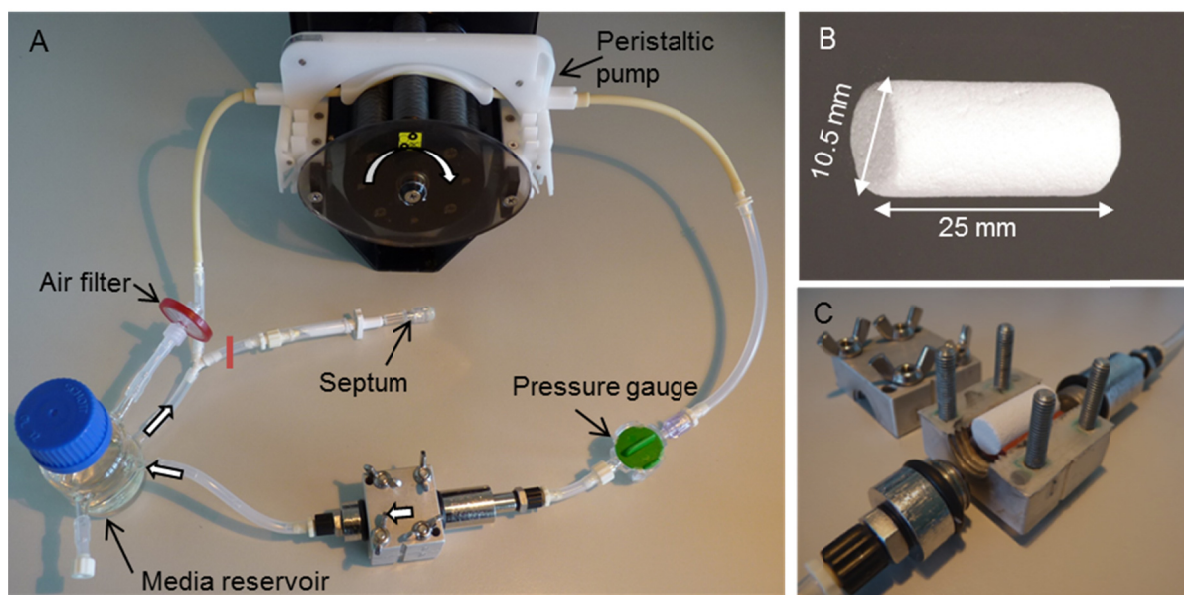 A
Peristaltic
pump
Air filter
Septum
Pressure gauge
Media reservoir
B
10.5 mm
25 mm
C